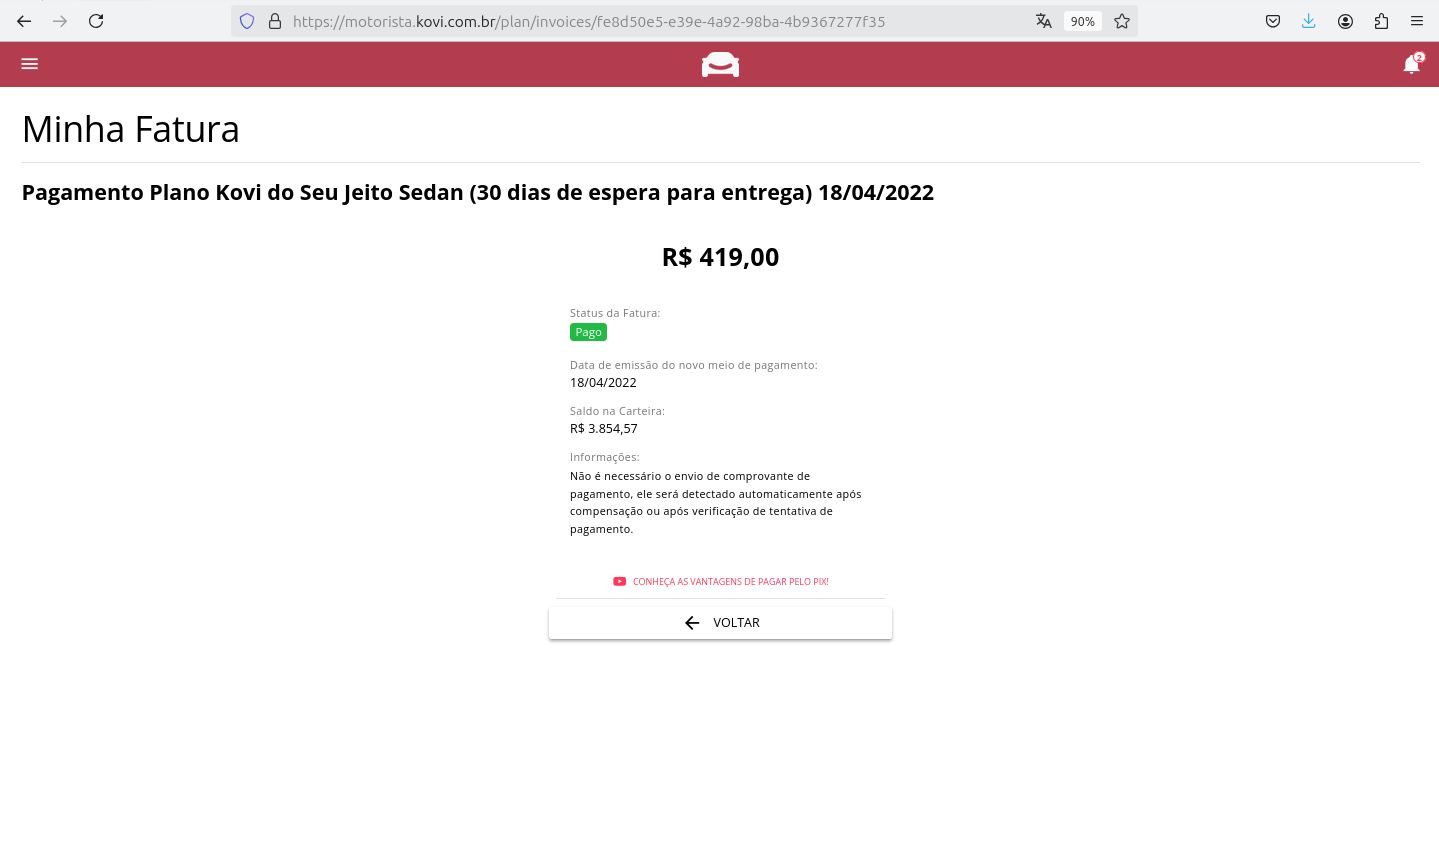 https://motorista.kovi.com.br/plan/invoices/fe8d50e5-e39e-4a92-98ba-4b9367277f35
90%
2
Minha Fatura
Pagamento Plano Kovi do Seu Jeito Sedan (30 dias de espera para entrega) 18/04/2022
R$ 419,00
Status da Fatura:
Pago
Data de emissão do novo meio de pagamento:
18/04/2022
Saldo na Carteira:
R$ 3.854,57
Informações:
Não é necessário o envio de comprovante de
pagamento, ele será detectado automaticamente após
compensação ou após verificação de tentativa de
pagamento.
CONHEÇA AS VANTAGENS DE PAGAR PELO PIX!
VOLTAR